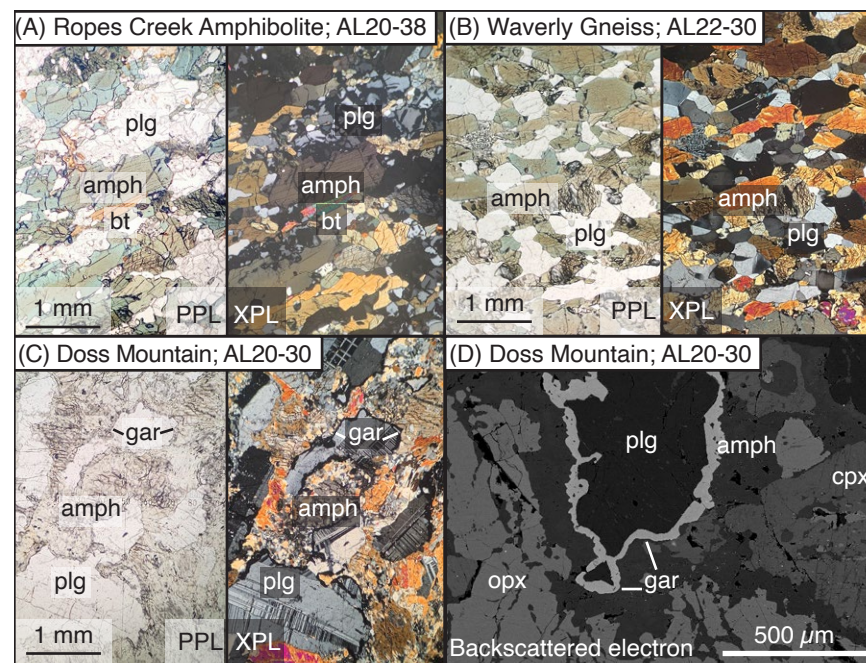 (A) Ropes Creek Amphibolite; AL20-38
plg
plg
amph
amph
bt
bt
1 mm
PPL
XPL
(B) Waverly Gneiss; AL22-30
amph
amph
plg
plg
PPL
XPL
(C) Doss Mountain; AL20-30
gar
gar
amph
amph
plg
plg
1 mm
PPL
XPL
(D) Doss Mountain; AL20-30
plg
amph
cpx
opx
gar
Backscattered electron
500 µm